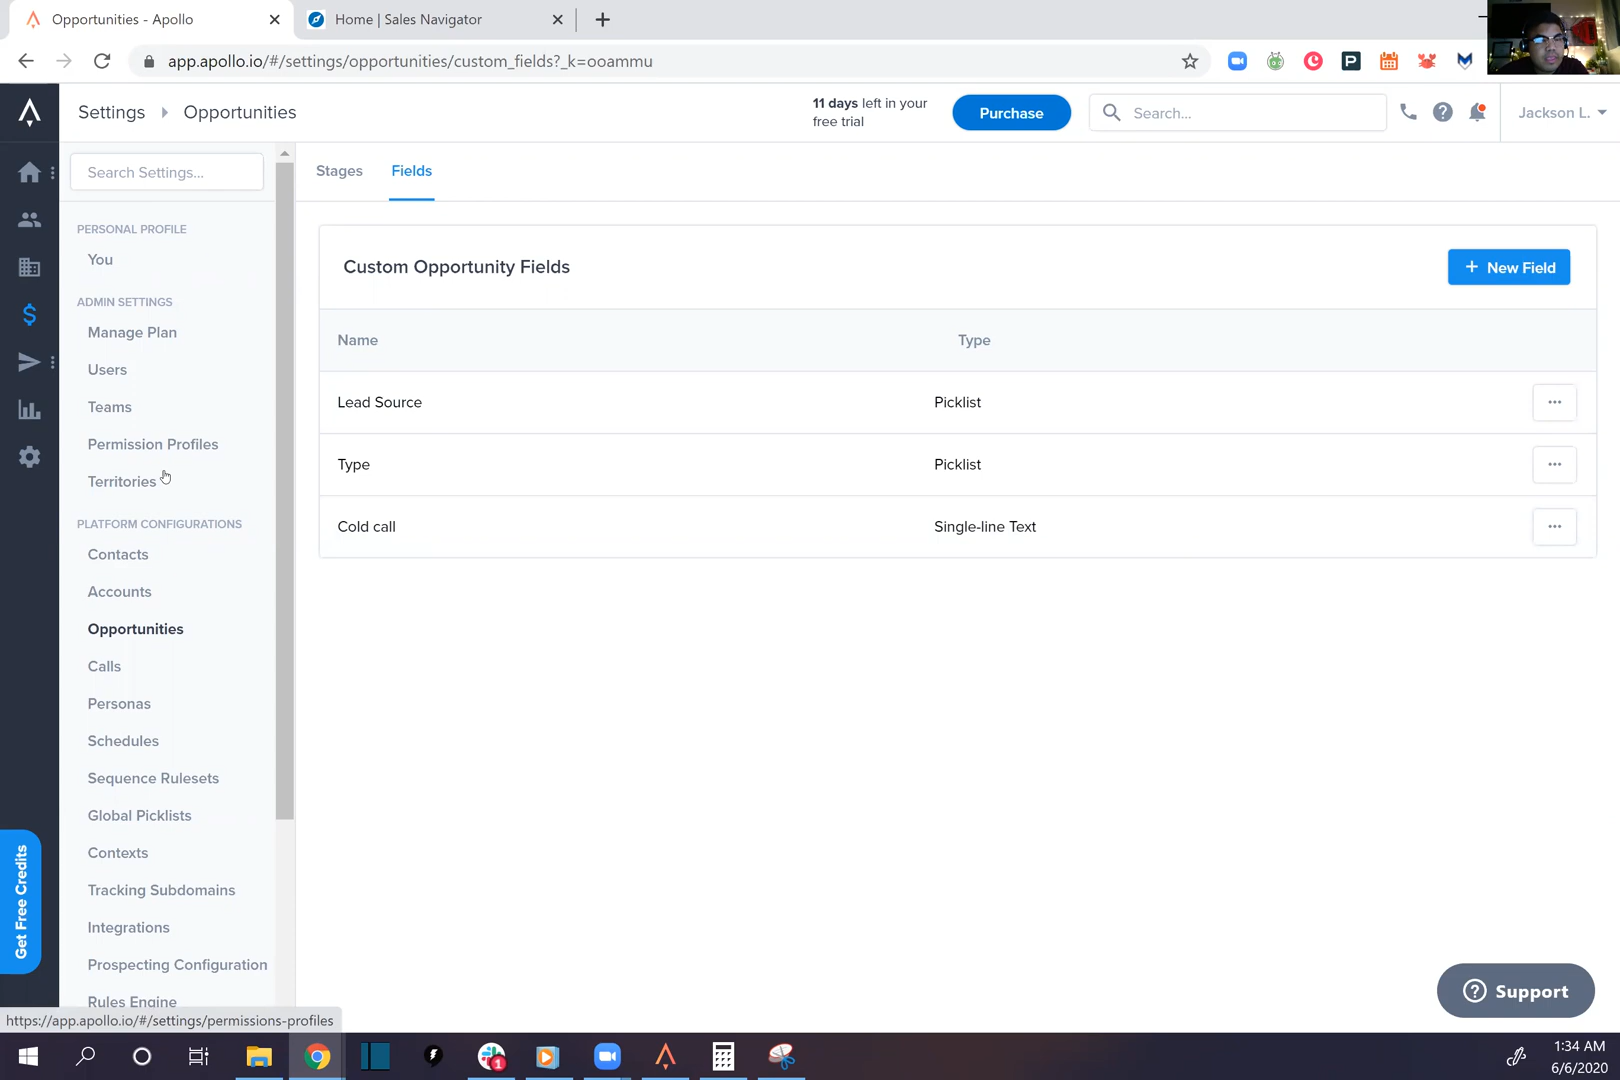 Opportunities - Apollo
Home | Sales Navigator
app.apollo.io/#/settings/opportunities/custom_fields?_k=ooammu
Settings
Opportunities
11 days left in your
free trial
Purchase
Search...
Jackson L.
Search Settings...
PERSONAL PROFILE
You
ADMIN SETTINGS
Manage Plan
Users
Teams
Permission Profiles
Territories
PLATFORM CONFIGURATIONS
Contacts
Accounts
Opportunities
Calls
Personas
Schedules
Sequence Rulesets
Global Picklists
Contexts
Tracking Subdomains
Integrations
Prospecting Configuration
Rules Engine
Get Free Credits
Stages
Fields
Custom Opportunity Fields
+ New Field
Name
Type
Lead Source
Picklist
Type
Picklist
Cold call
Single-line Text
Support
https://app.apollo.io/#/settings/permissions-profiles
1
1:34 AM
6/6/2020